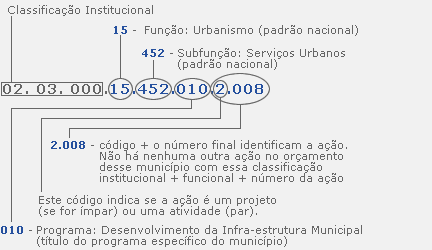 Classificação Institucional
15 - Função: Urbanismo (padrão nacional)
452 - Subfunção: Serviços Urbanos
(padrão nacional)
02. 03. 000.15.452.010.2.008
2.008 - código + o número final identificam a ação.
Não há nenhuma outra ação no orçamento
desse município com essa classificação
institucional + funcional + número da ação
Este código indica se a ação é um projeto
(se for ímpar) ou uma atividade (par).
010 - Programa: Desenvolvimento da Infra-estrutura Municipal
(título do programa específico do município)